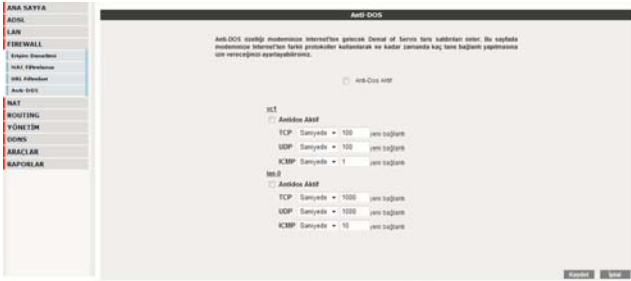 ANA SAYFA
ADSL
LAN
FIREWALL
Erişim Denetimi
MAC Filtreleme
URL Filtreleri
Anti-DOS
NAT
ROUTING
YÖNETİM
DDNS
ARAÇLAR
RAPORLAR
Anti-DOS
Anti-DOS özelliği modeminize internet'ten gelecek Denial of Servis tarzı saldırıları önler. Bu sayfada
modeminize İnternet'ten farklı protokoller kullanılarak ne kadar zamanda kaç tane bağlantı yapılmasına
izin vereceğinizi ayarlayabilirsiniz.
Anti-Dos Aktif
vc1
Antidos Aktif
TCP Saniyede 100 yeni bağlantı
UDP Saniyede 100 yeni bağlantı
ICMP Saniyede 1 yeni bağlantı
lan-0
Antidos Aktif
TCP Saniyede 1000 yeni bağlantı
UDP Saniyede 1000 yeni bağlantı
ICMP Saniyede 10 yeni bağlantı
Kaydet İptal